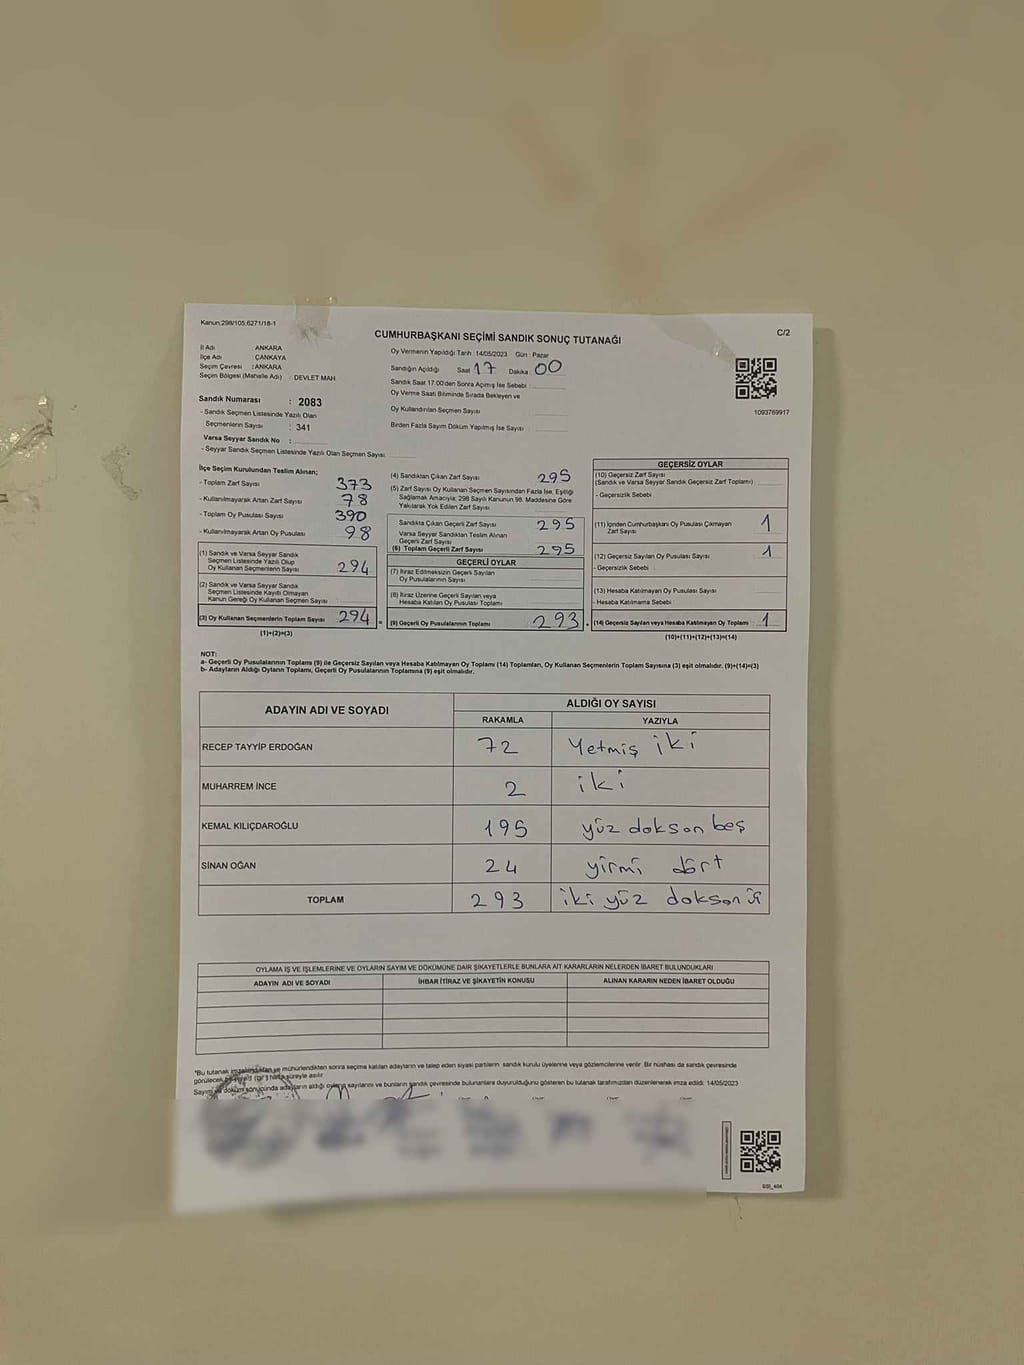 Kanun:298/105.6271/18-1
C/2
CUMHURBAŞKANI SEÇİMİ SANDIK SONUÇ TUTANAĞI
İl Adı ANKARA
İlçe Adı ÇANKAYA
Seçim Çevresi : ANKARA
Seçim Bölgesi (Mahalle Adı) : DEVLET MAH
Oy Vermenin Yapıldığı Tarih : 14/05/2023 Gün : Pazar
Sandığın Açıldığı Saat 17 Dakika : 00
Sandık Saat 17:00'den Sonra Açılmış İse Sebebi :
Oy Verme Saati Bitiminde Sırada Bekleyen ve
Oy Kullandırılan Seçmen Sayısı
Birden Fazla Sayım Döküm Yapılmış İse Sayısı
1093769917
Sandık Numarası : 2083
- Sandık Seçmen Listesinde Yazılı Olan
Seçmenlerin Sayısı : 341
Varsa Seyyar Sandık No :
- Seyyar Sandık Seçmen Listesinde Yazılı Olan Seçmen Sayısı
İlçe Seçim Kurulundan Teslim Alınan;
- Toplam Zarf Sayısı 373
- Kullanılmayarak Artan Zarf Sayısı 78
- Toplam Oy Pusulası Sayısı 390
- Kullanılmayarak Artan Oy Pusulası 98
(1) Sandık ve Varsa Seyyar Sandık
Seçmen Listesinde Yazılı Olup
Oy Kullanan Seçmenlerin Sayısı 294
(2) Sandık ve Varsa Seyyar Sandık
Seçmen Listesinde Kayıtlı Olmayan
Kanun Gereği Oy Kullanan Seçmen Sayısı
(3) Oy Kullanan Seçmenlerin Toplam Sayısı 294
(1)+(2)=(3)
(4) Sandıktan Çıkan Zarf Sayısı 295
(5) Zarf Sayısı Oy Kullanan Seçmen Sayısından Fazla İse, Eşitliği
Sağlamak Amacıyla; 298 Sayılı Kanunun 98. Maddesine Göre
Yakılarak Yok Edilen Zarf Sayısı
Sandıkta Çıkan Geçerli Zarf Sayısı 295
Varsa Seyyar Sandıktan Teslim Alınan
Geçerli Zarf Sayısı
(6) Toplam Geçerli Zarf Sayısı 295
GEÇERLİ OYLAR
(7) İtiraz Edilmeksizin Geçerli Sayılan
Oy Pusulalarının Sayısı
(8) İtiraz Üzerine Geçerli Sayılan veya
Hesaba Katılan Oy Pusulası Toplamı
(9) Geçerli Oy Pusulalarının Toplamı 293
GEÇERSİZ OYLAR
(10) Geçersiz Zarf Sayısı
(Sandık ve Varsa Seyyar Sandık Geçersiz Zarf Toplamı)
- Geçersizlik Sebebi
(11) İçinden Cumhurbaşkanı Oy Pusulası Çıkmayan
Zarf Sayısı 1
(12) Geçersiz Sayılan Oy Pusulası Sayısı 1
- Geçersizlik Sebebi
(13) Hesaba Katılmayan Oy Pusulası Sayısı
- Hesaba Katılmama Sebebi
(14) Geçersiz Sayılan veya Hesaba Katılmayan Oy Toplamı 1
(10)+(11)+(12)+(13)=(14)
NOT:
a- Geçerli Oy Pusulalarının Toplamı (9) ile Geçersiz Sayılan veya Hesaba Katılmayan Oy Toplamı (14) Toplamları, Oy Kullanan Seçmenlerin Toplam Sayısına (3) eşit olmalıdır. (9)+(14)=(3)
b- Adayların Aldığı Oyların Toplamı, Geçerli Oy Pusulalarının Toplamına (9) eşit olmalıdır.
ADAYIN ADI VE SOYADI ALDIĞI OY SAYISI
RAKAMLA YAZIYLA
RECEP TAYYİP ERDOĞAN 72 Yetmiş iki
MUHARREM İNCE 2 iki
KEMAL KILIÇDAROĞLU 195 yüz dokson beş
SİNAN OĞAN 24 yirmi dört
TOPLAM 293 iki yüz dokson üç
OYLAMA İŞ VE İŞLEMLERİNE VE OYLARIN SAYIM VE DÖKÜMÜNE DAİR ŞİKAYETLERLE BUNLARA AİT KARARLARIN NELERDEN İBARET BULUNDUKLARI
ADAYIN ADI VE SOYADI İHBAR İTİRAZ VE ŞİKAYETİN KONUSU ALINAN KARARIN NEDEN İBARET OLDUĞU
"Bu tutanak imzalandıktan ve mühürlendikten sonra seçime katılan adayların ve talep eden siyasi partilerin sandık kurulu üyelerine veya gözlemcilerine verilir. Bir nüshası da sandık çevresinde
görülecek bir yere 1 (bir) hafta süreyle asılır
Sayım ve döküm sonucunda adayların aldığı oyların sayılarını ve bunların sandık çevresinde bulunanlara duyurulduğunu gösteren bu tutanak tarafımızdan düzenlenerek imza edildi. 14/05/2023